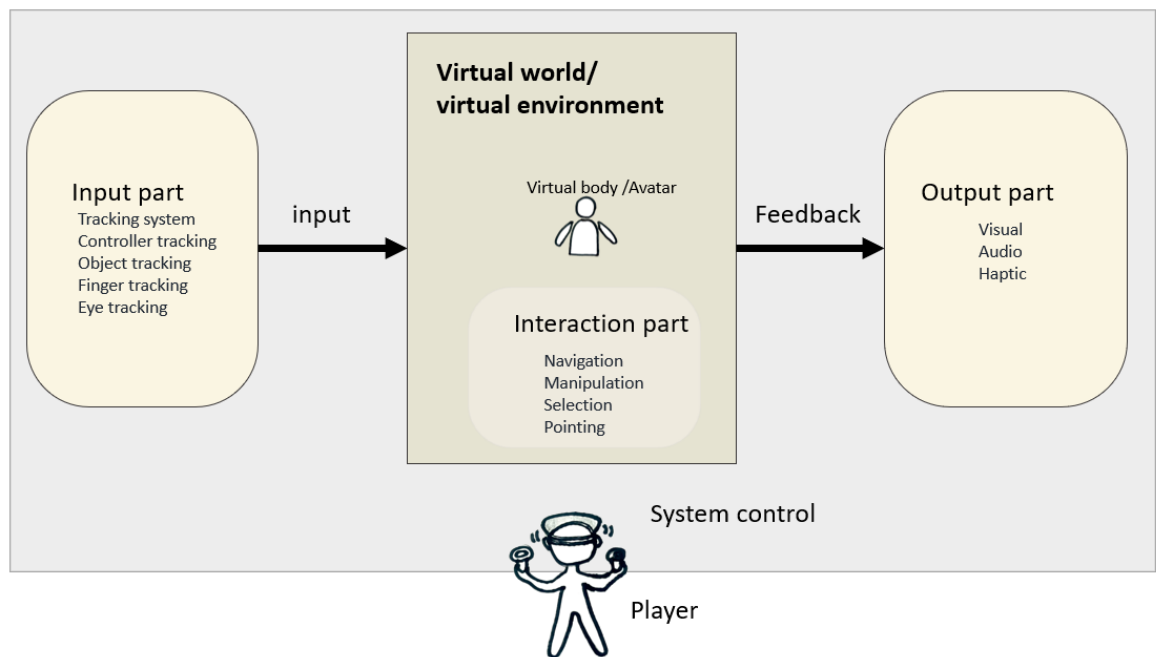 Virtual world/
virtual environment
Input part
Tracking system
Controller tracking
Object tracking
Finger tracking
Eye tracking
input
Virtual body /Avatar
Interaction part
Navigation
Manipulation
Selection
Pointing
Feedback
Output part
Visual
Audio
Haptic
System control
Player